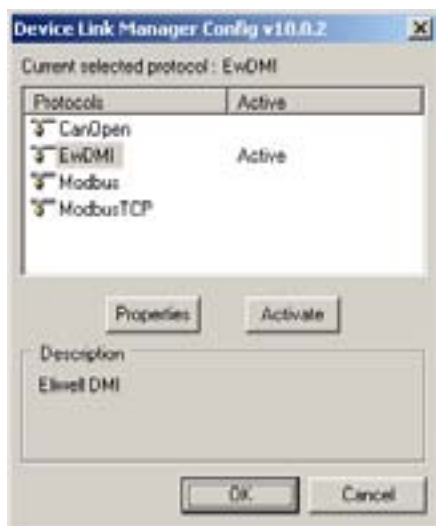 Device Link Manager Config v10.0.2
Current selected protocol : EwDMI
Protocols Active
CanOpen
EwDMI Active
Modbus
ModbusTCP
Properties Activate
Description
Eliwell DMI
OK Cancel